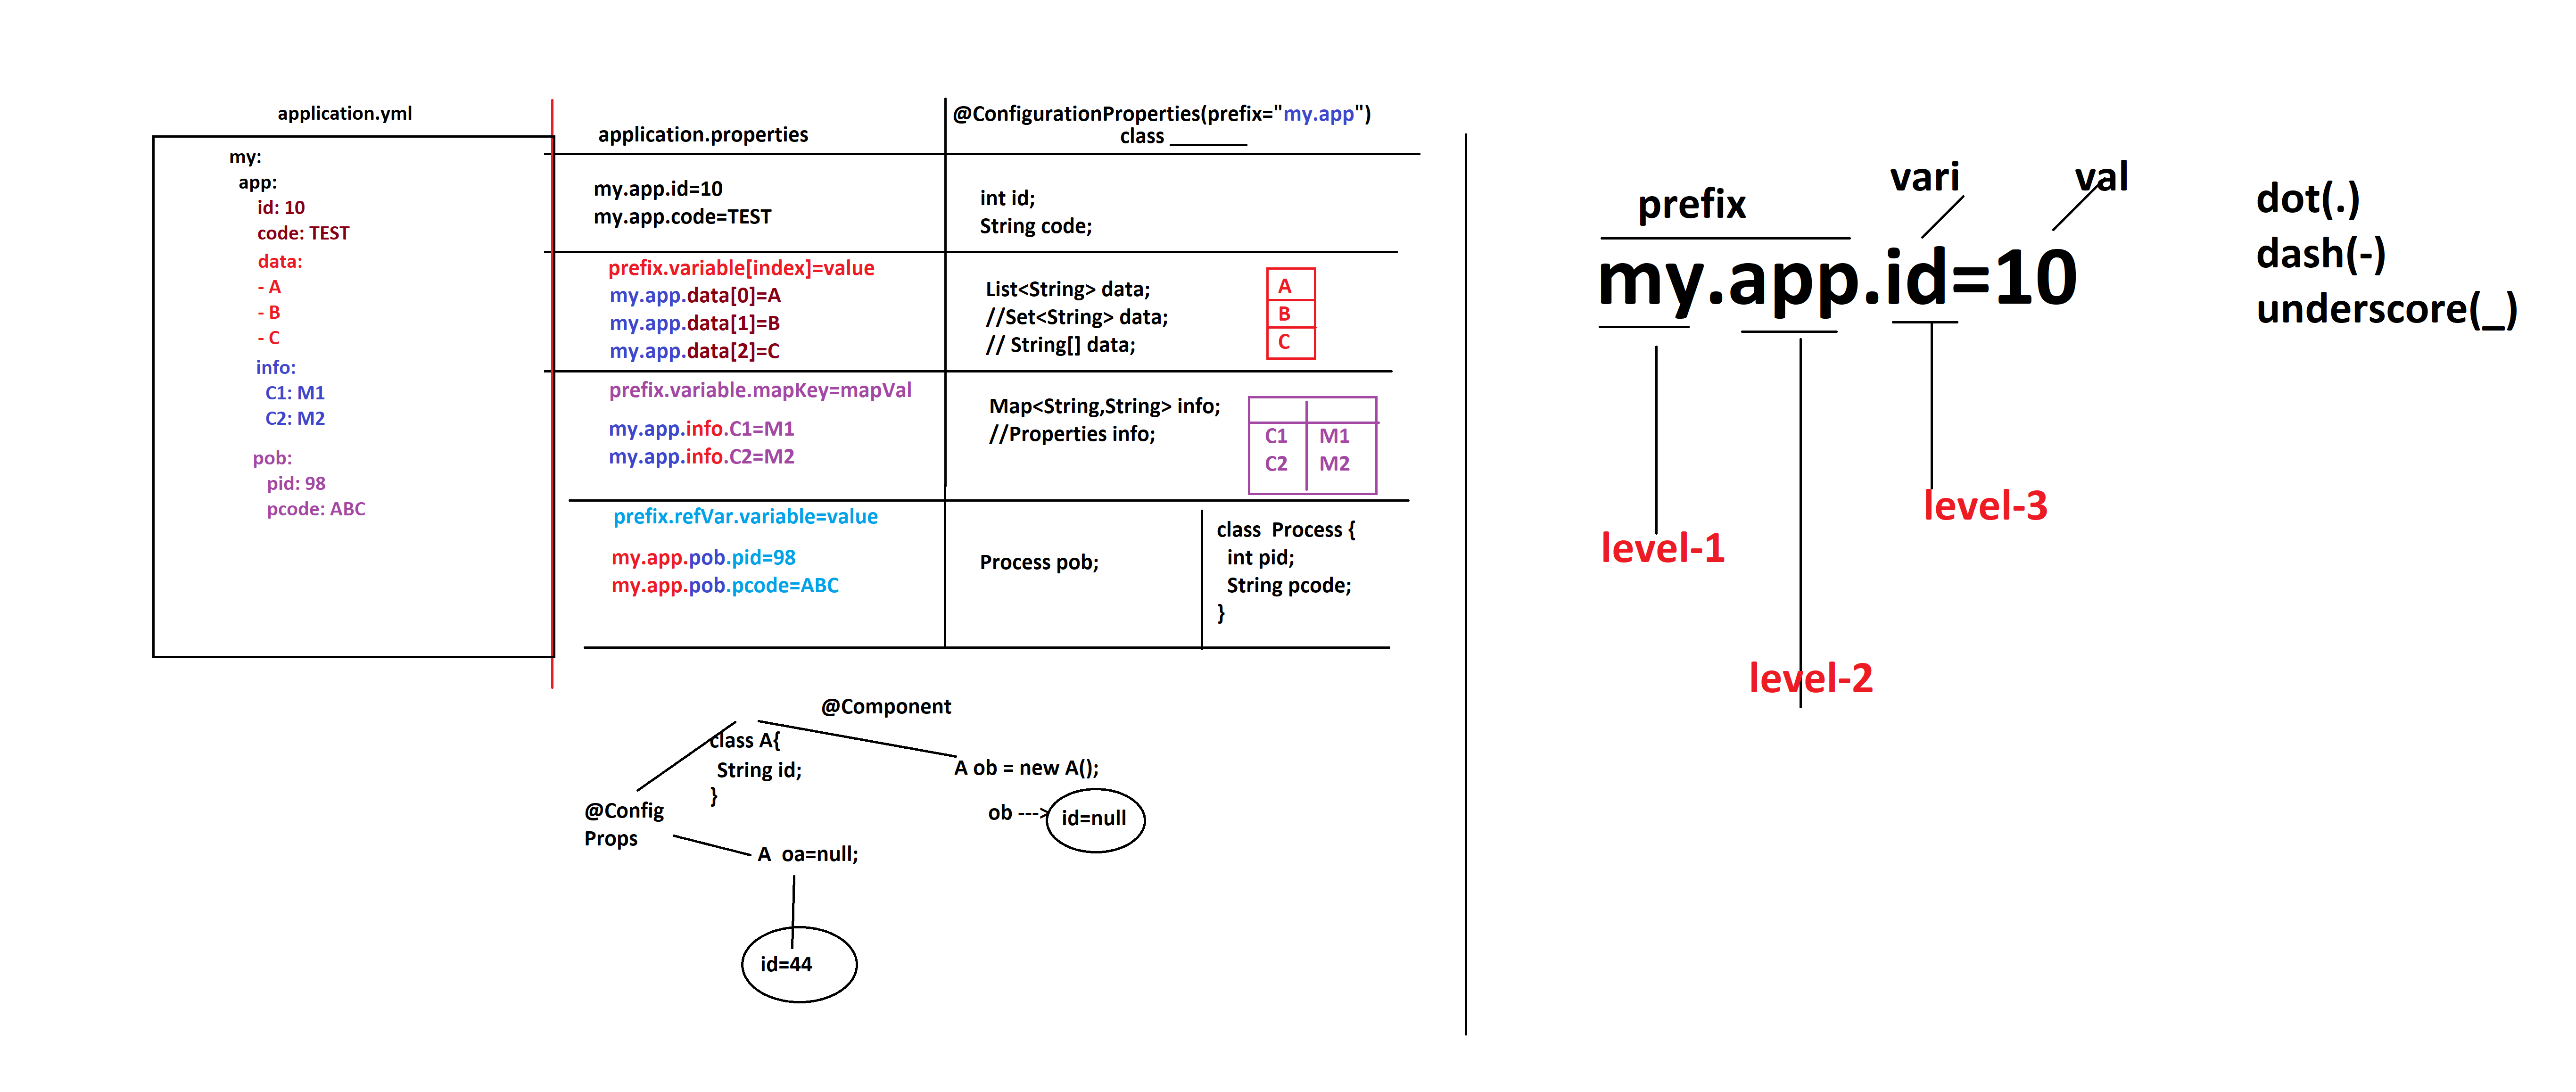 application.yml
my:
app:
id: 10
code: TEST
data:
- A
- B
- C
info:
C1: M1
C2: M2
pob:
pid: 98
pcode: ABC
application.properties
@ConfigurationProperties(prefix="my.app")
class ________
my.app.id=10
my.app.code=TEST
int id;
String code;
prefix.variable[index]=value
my.app.data[0]=A
my.app.data[1]=B
my.app.data[2]=C
List<String> data;
//Set<String> data;
// String[] data;
A
B
C
prefix.variable.mapKey=mapVal
my.app.info.C1=M1
my.app.info.C2=M2
Map<String,String> info;
//Properties info;
C1 M1
C2 M2
prefix.refVar.variable=value
my.app.pob.pid=98
my.app.pob.pcode=ABC
Process pob;
class Process {
int pid;
String pcode;
}
@Component
class A{
String id;
}
@Config
Props
A oa=null;
id=44
A ob = new A();
ob --->
id=null
prefix
vari
val
my.app.id=10
level-1
level-2
level-3
dot(.)
dash(-)
underscore(_)